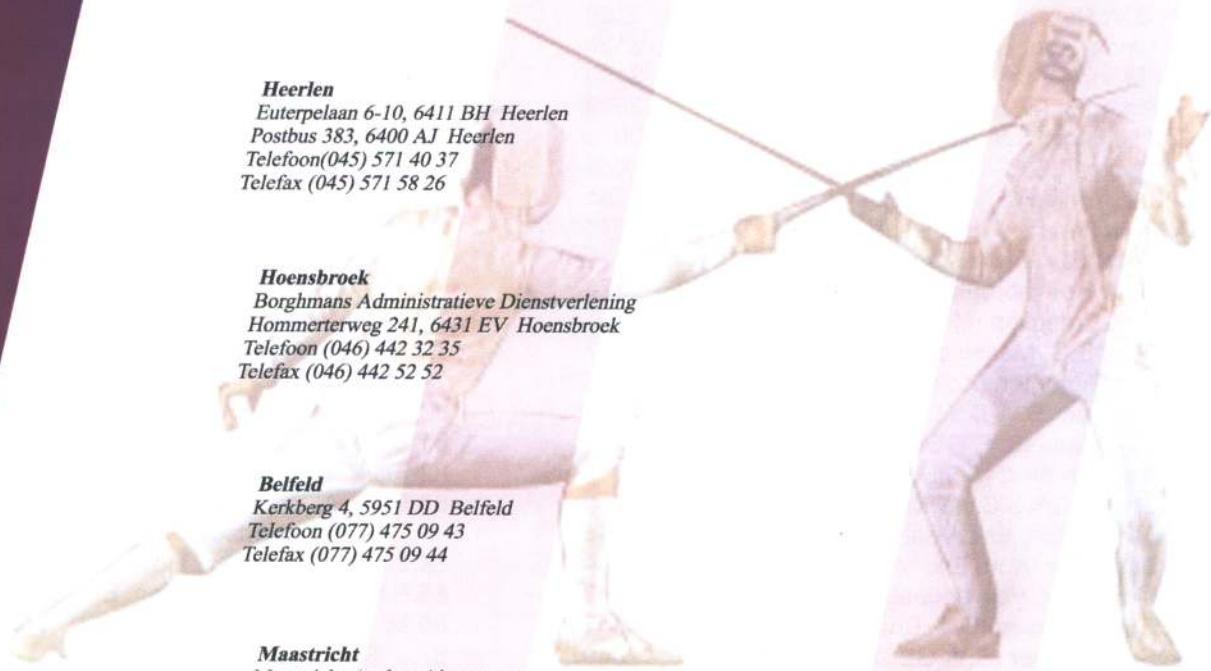 Heerlen
Euterpelaan 6-10, 6411 BH Heerlen
Postbus 383, 6400 AJ Heerlen
Telefoon(045) 571 40 37
Telefax (045) 571 58 26
Hoensbroek
Borghmans Administratieve Dienstverlening
Hommerterweg 241, 6431 EV Hoensbroek
Telefoon (046) 442 32 35
Telefax (046) 442 52 52
Belfeld
Kerkberg 4, 5951 DD Belfeld
Telefoon (077) 475 09 43
Telefax (077) 475 09 44
Maastricht